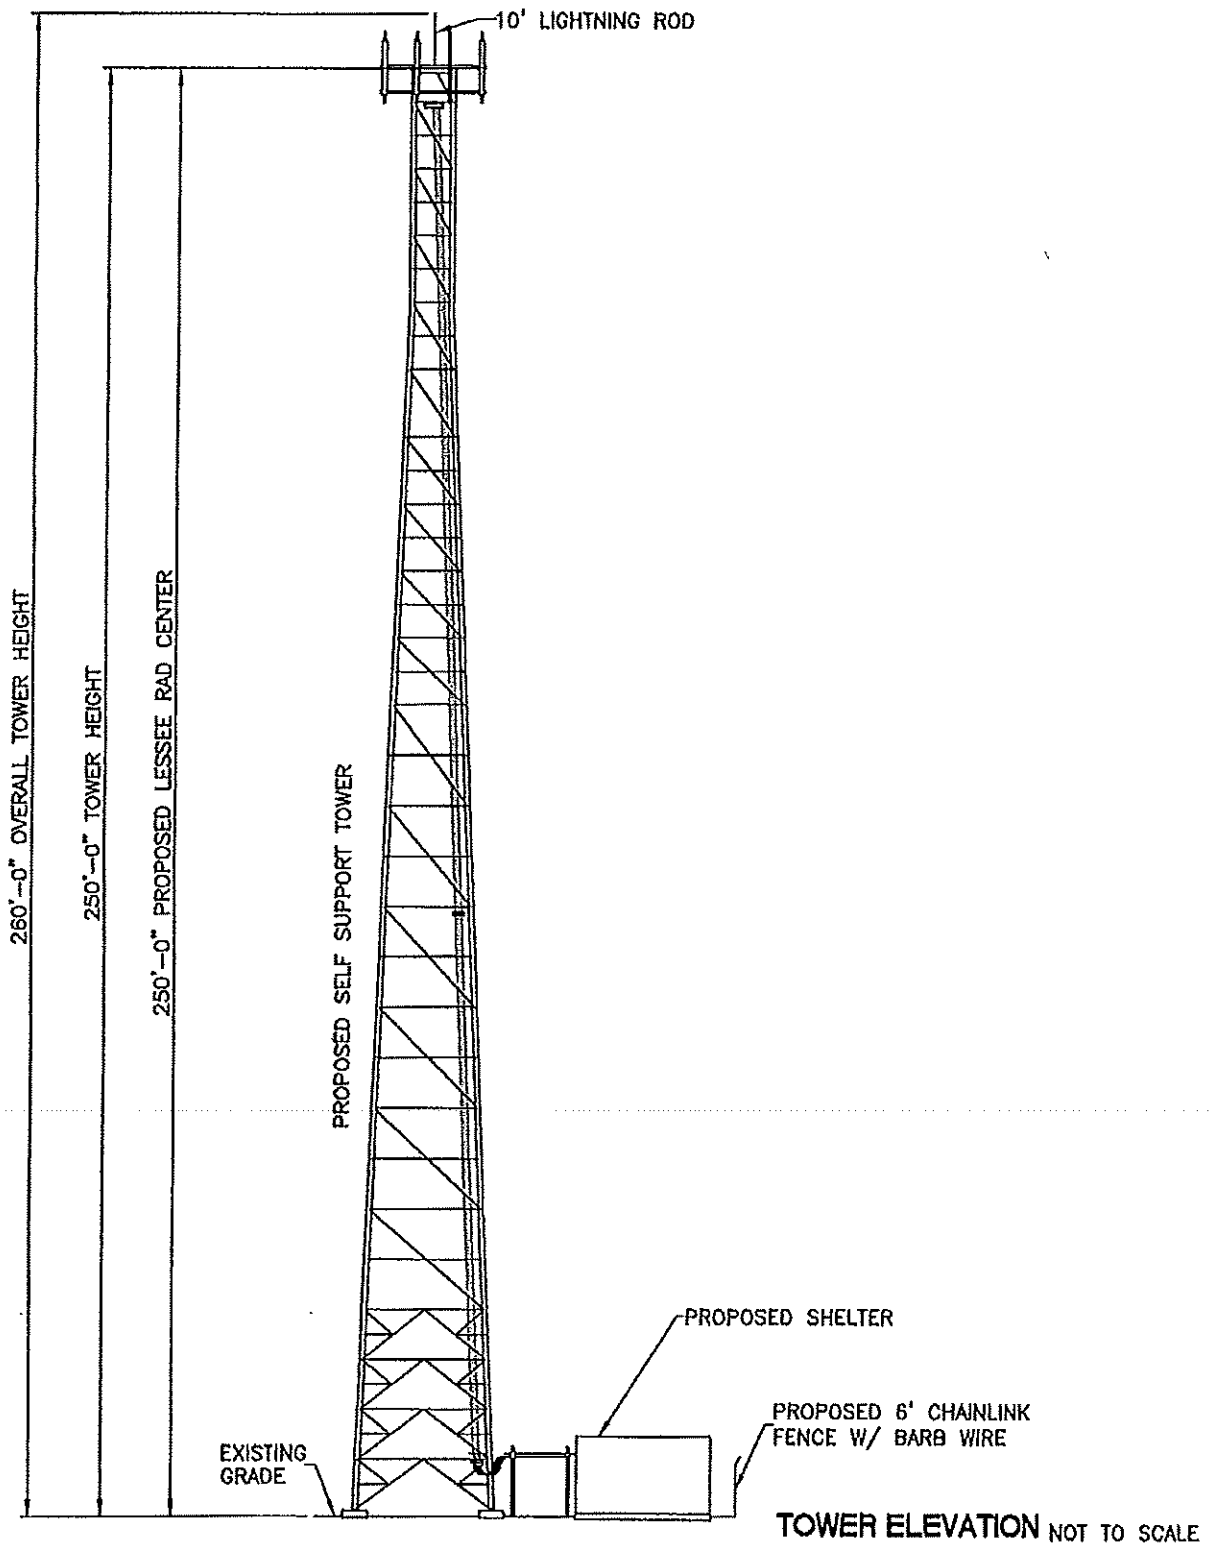 10' LIGHTNING ROD
260'-0" OVERALL TOWER HEIGHT
250'-0" TOWER HEIGHT
250'-0" PROPOSED LESSEE RAD CENTER
PROPOSED SELF SUPPORT TOWER
PROPOSED SHELTER
PROPOSED 6' CHAINLINK
FENCE W/ BARB WIRE
EXISTING
GRADE
TOWER ELEVATION NOT TO SCALE